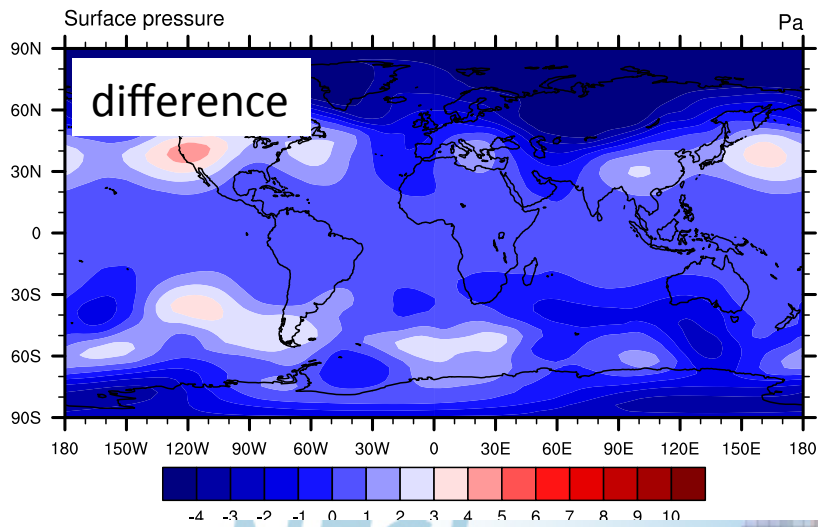 Surface pressure Pa
difference
90N
60N
30N
0
30S
60S
90S
180 150W 120W 90W 60W 30W 0 30E 60E 90E 120E 150E 180
-4 -3 -2 -1 0 1 2 3 4 5 6 7 8 9 10